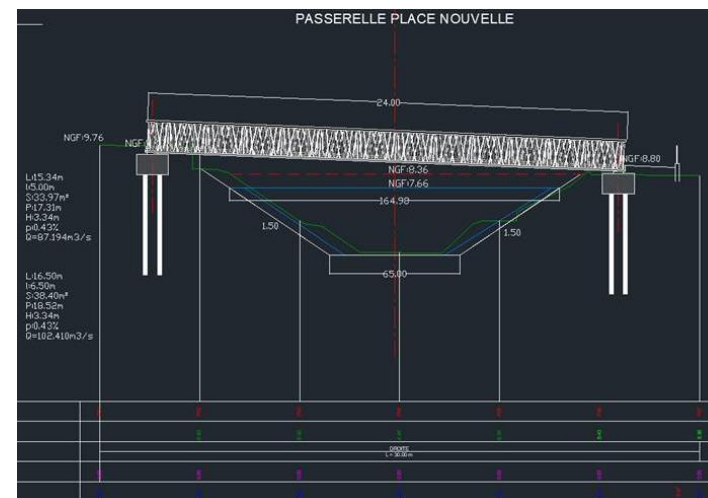 PASSERELLE PLACE NOUVELLE
24.00
NGF:9.76
NGF:8.80
NGF:8.36
NGF:7.66
164.90
1.50
1.50
65.00
L:15.34m
l:5.00m
S:33.97m²
P:17.31m
H:3.34m
p:0.43%
Q=87.194m3/s
L:16.50m
l:6.50m
S:38.40m²
P:18.52m
H:3.34m
p:0.43%
Q=102.410m3/s
DROITE
L = 30.00 m